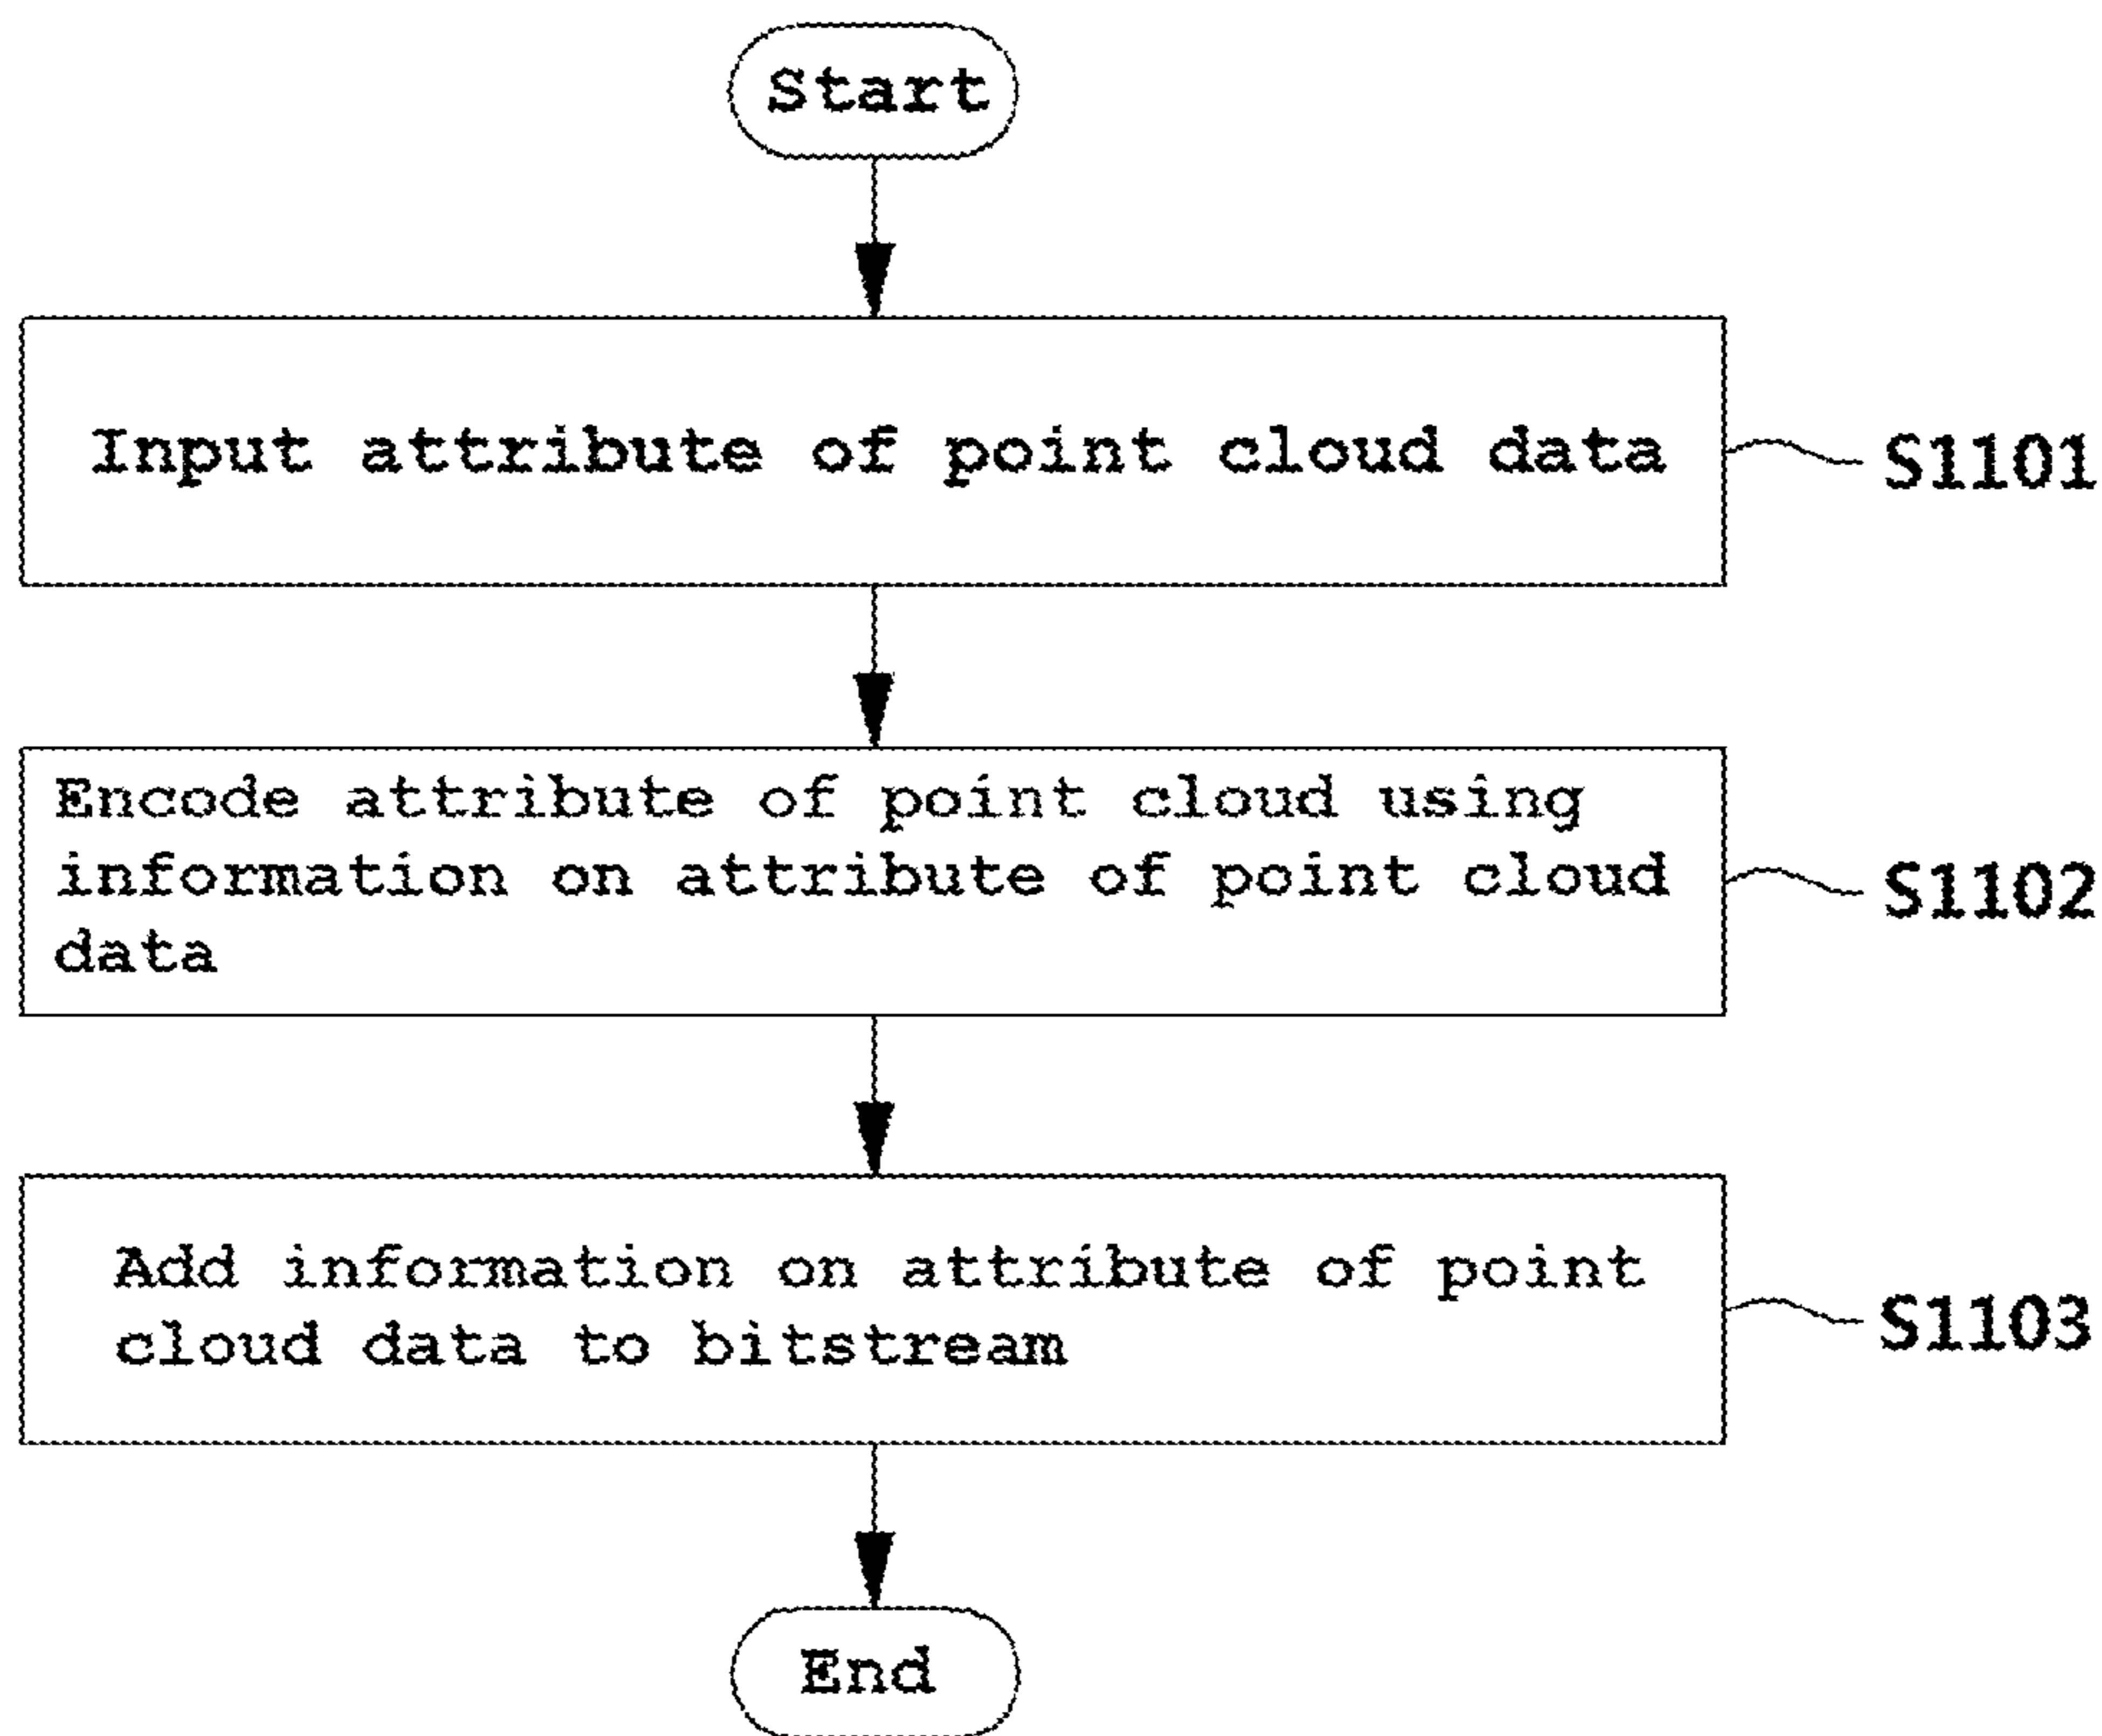 Start
Input attribute of point cloud data
S1101
Encode attribute of point cloud using
information on attribute of point cloud
data
S1102
Add information on attribute of point
cloud data to bitstream
S1103
End